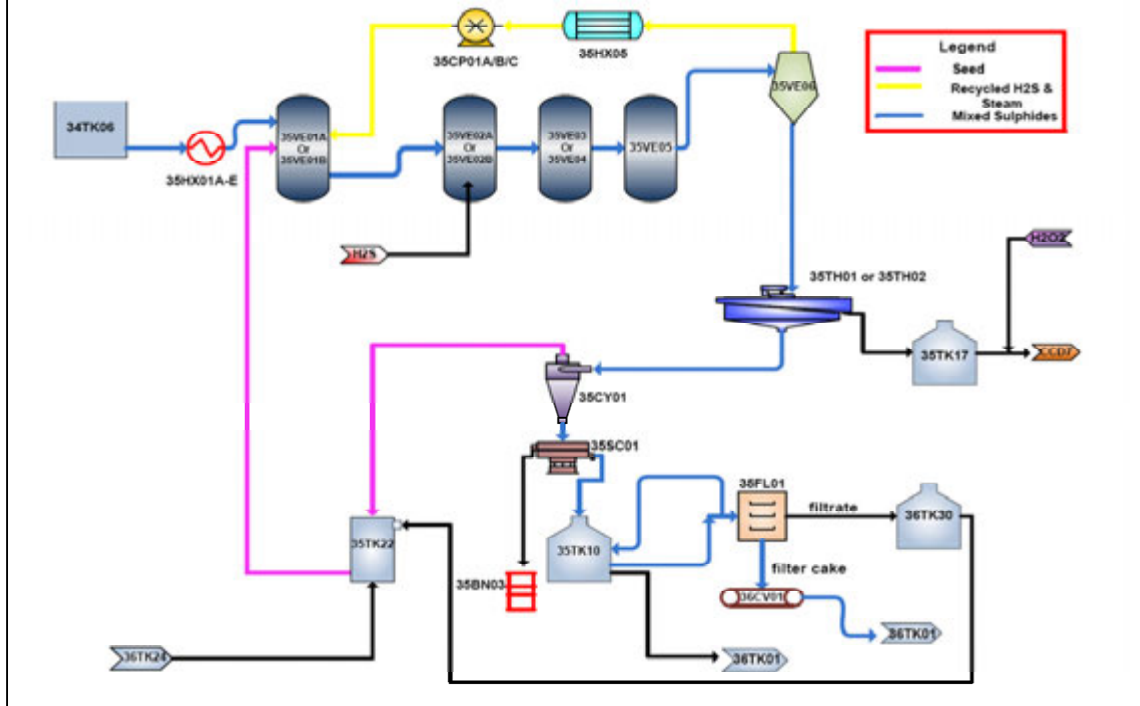 35CP01A/B/C
35HX05
35VE06
Legend
Seed
Recycled H2S &
Steam
Mixed Sulphides
34TK06
35HX01A-E
35VE01A
Or
35VE01B
35VE02A
Or
35VE02B
35VE03
Or
35VE04
35VE05
H2S
H2O2
35TH01 or 35TH02
35TK17
CCD7
35CY01
35SC01
35FL01
filtrate
36TK30
35TK22
35TK10
35BN03
filter cake
36CV01
36TK01
36TK24
36TK01